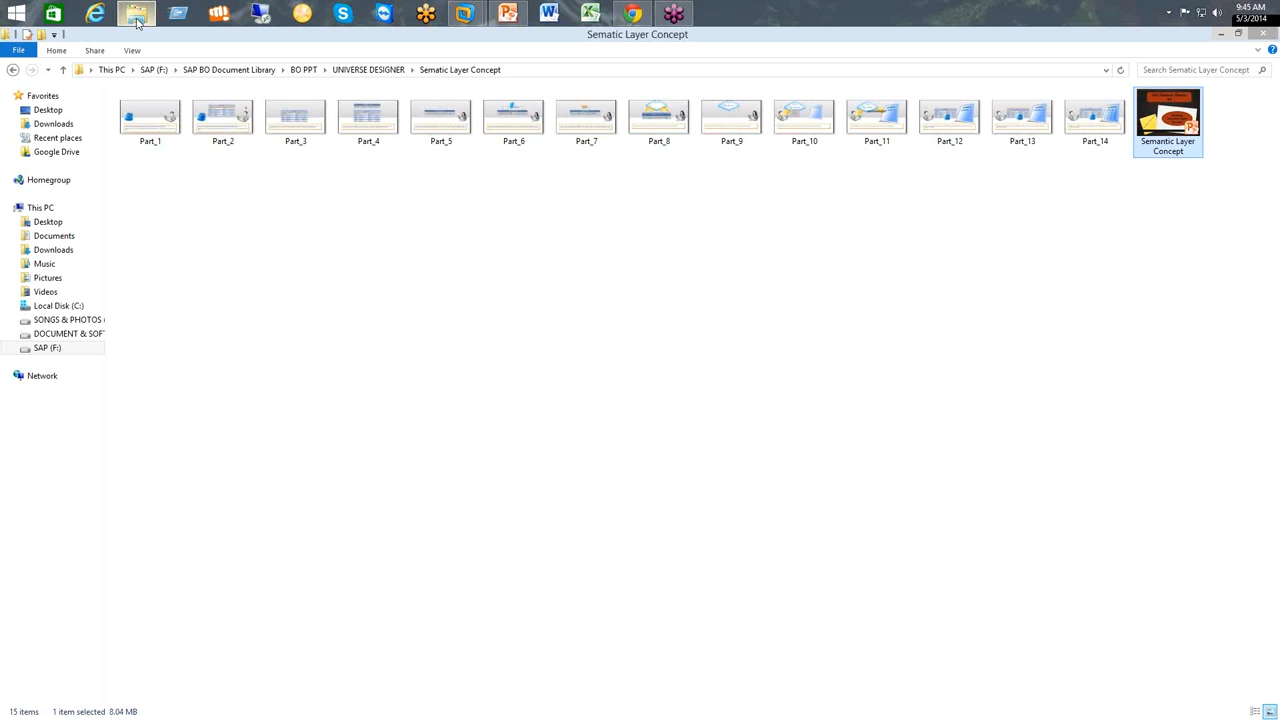 9:45 AM
5/3/2014
Sematic Layer Concept
File
Home
Share
View
This PC
SAP (F:)
SAP BO Document Library
BO PPT
UNIVERSE DESIGNER
Sematic Layer Concept
Search Sematic Layer Concept
Favorites
Desktop
Downloads
Recent places
Google Drive
Homegroup
This PC
Desktop
Documents
Downloads
Music
Pictures
Videos
Local Disk (C:)
SONGS & PHOTOS (
DOCUMENT & SOFT
SAP (F:)
Network
Part_1
Part_2
Part_3
Part_4
Part_5
Part_6
Part_7
Part_8
Part_9
Part_10
Part_11
Part_12
Part_13
Part_14
Semantic Layer
Concept
15 items
1 item selected 8.04 MB